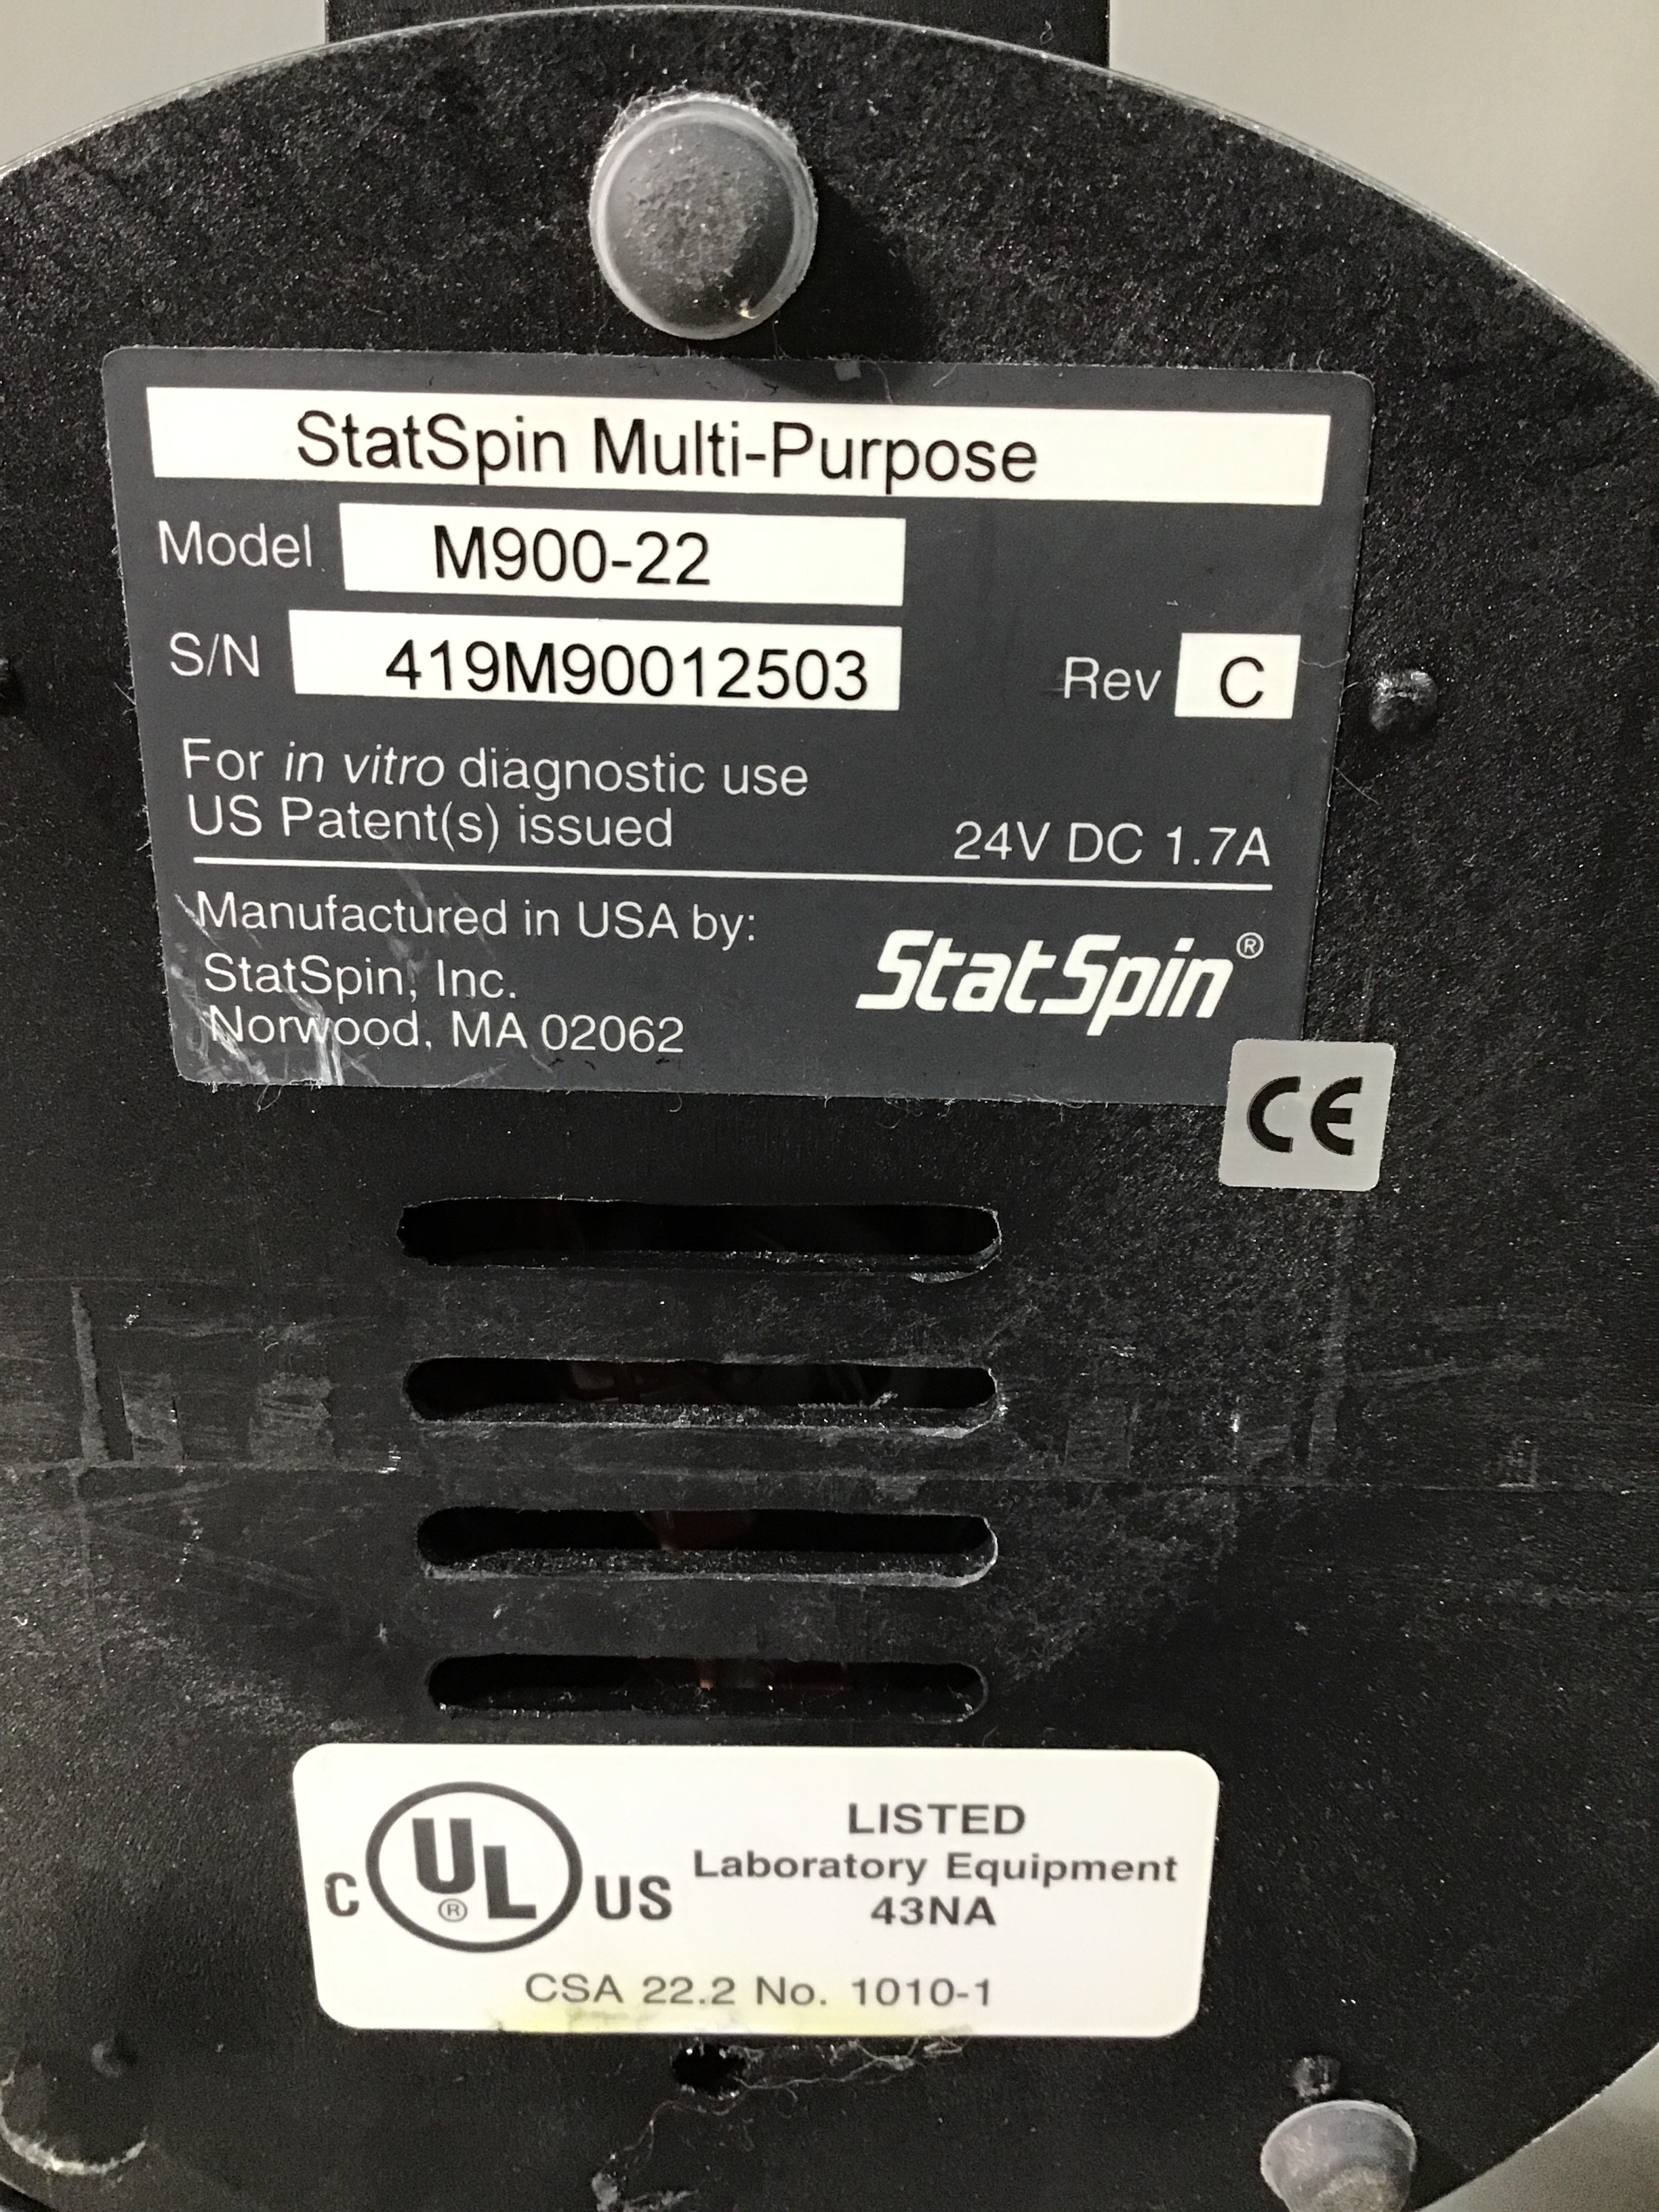 StatSpin Multi-Purpose
Model M900-22
S/N 419M90012503 Rev C
For in vitro diagnostic use
US Patent(s) issued 24V DC 1.7A
Manufactured in USA by:
StatSpin, Inc.
Norwood, MA 02062
StatSpin®
CE
C UL® US
LISTED
Laboratory Equipment
43NA
CSA 22.2 No. 1010-1